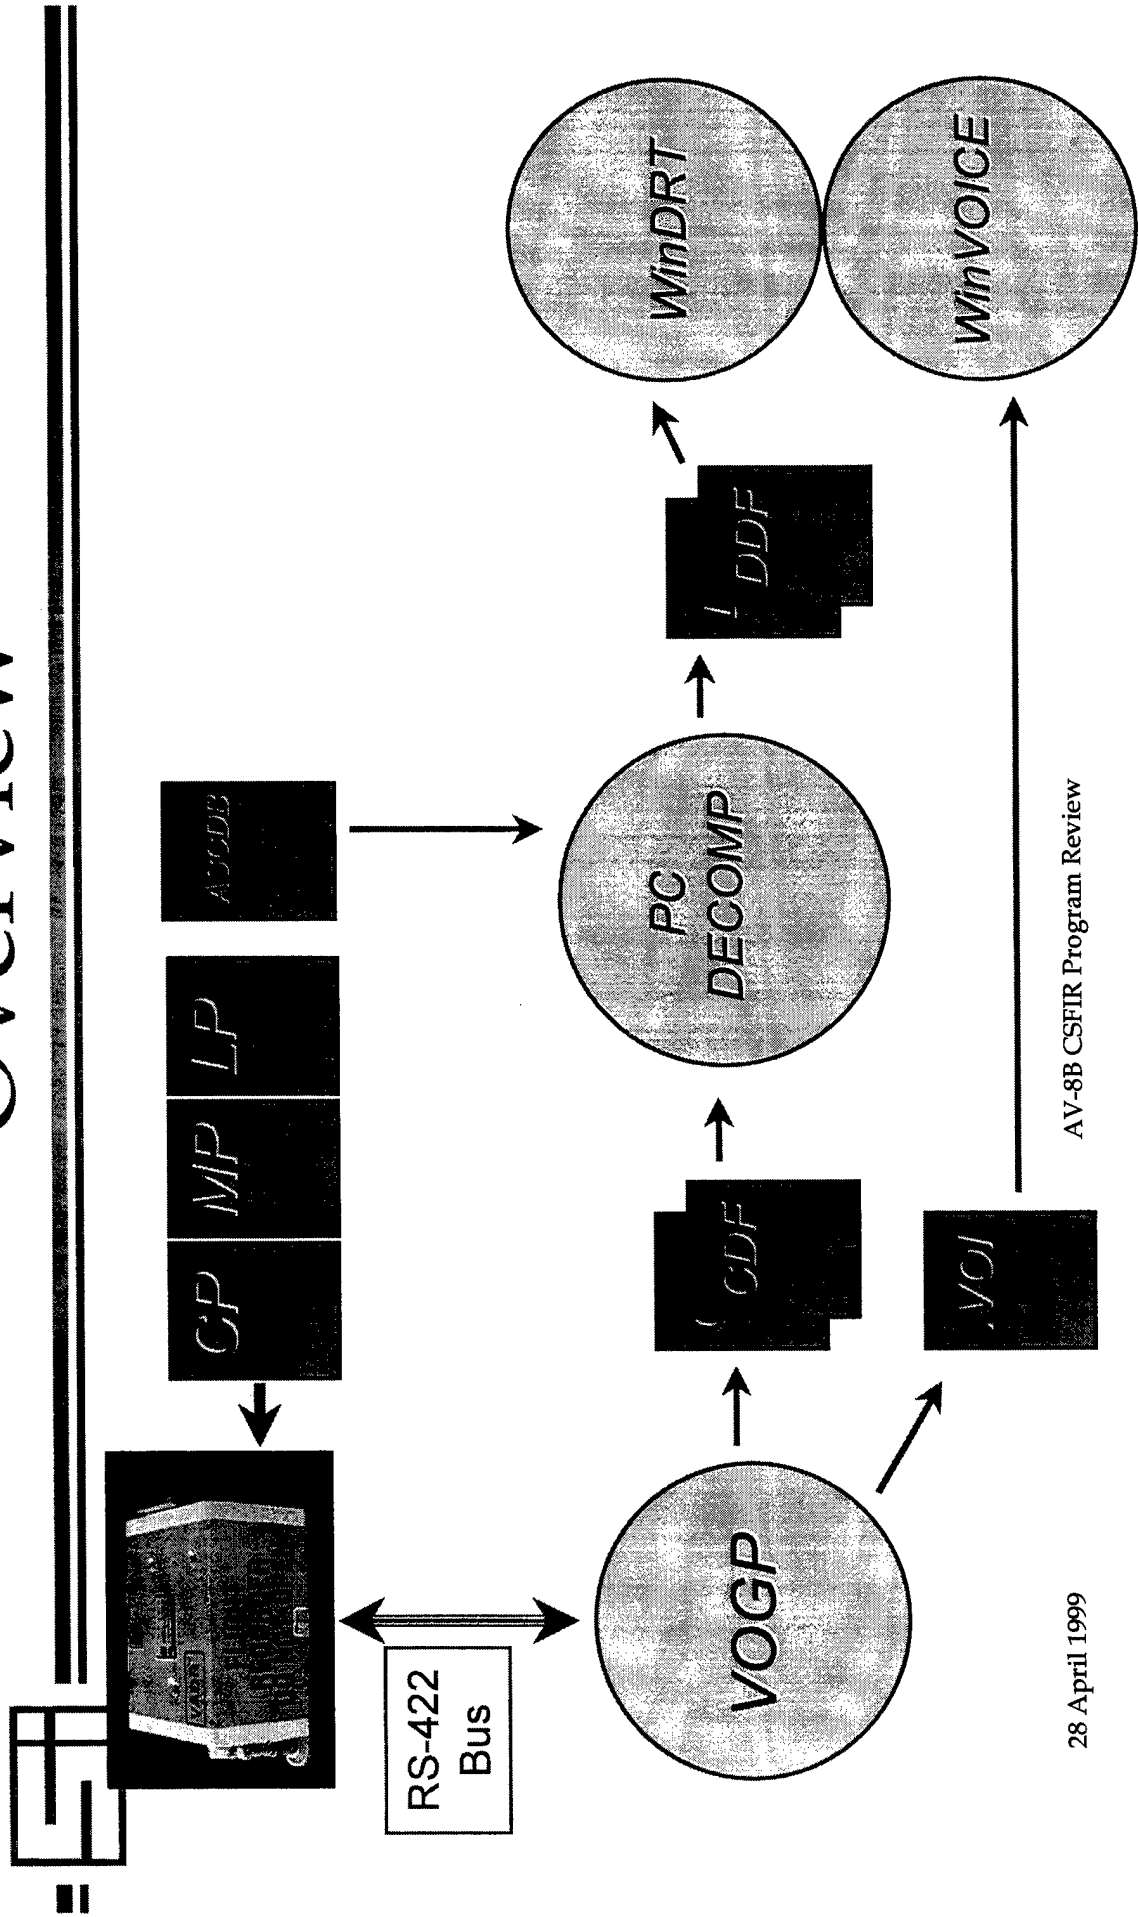 Overview
CP
MP
LP
RS-422
Bus
VOGP
CDF
.VOI
PC
DECOMP
DDF
WinDRT
WinVOICE
28 April 1999
AV-8B CSFIR Program Review